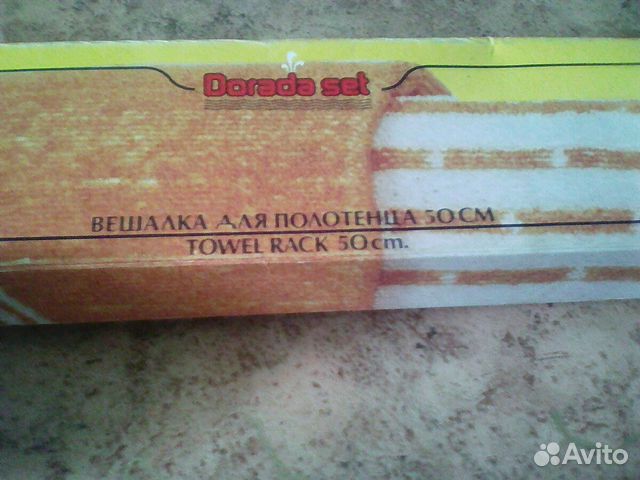 Dorada set
ВЕШАЛКА ДЛЯ ПОЛОТЕНЦА 50 СМ
TOWEL RACK 50 cm.
Avito